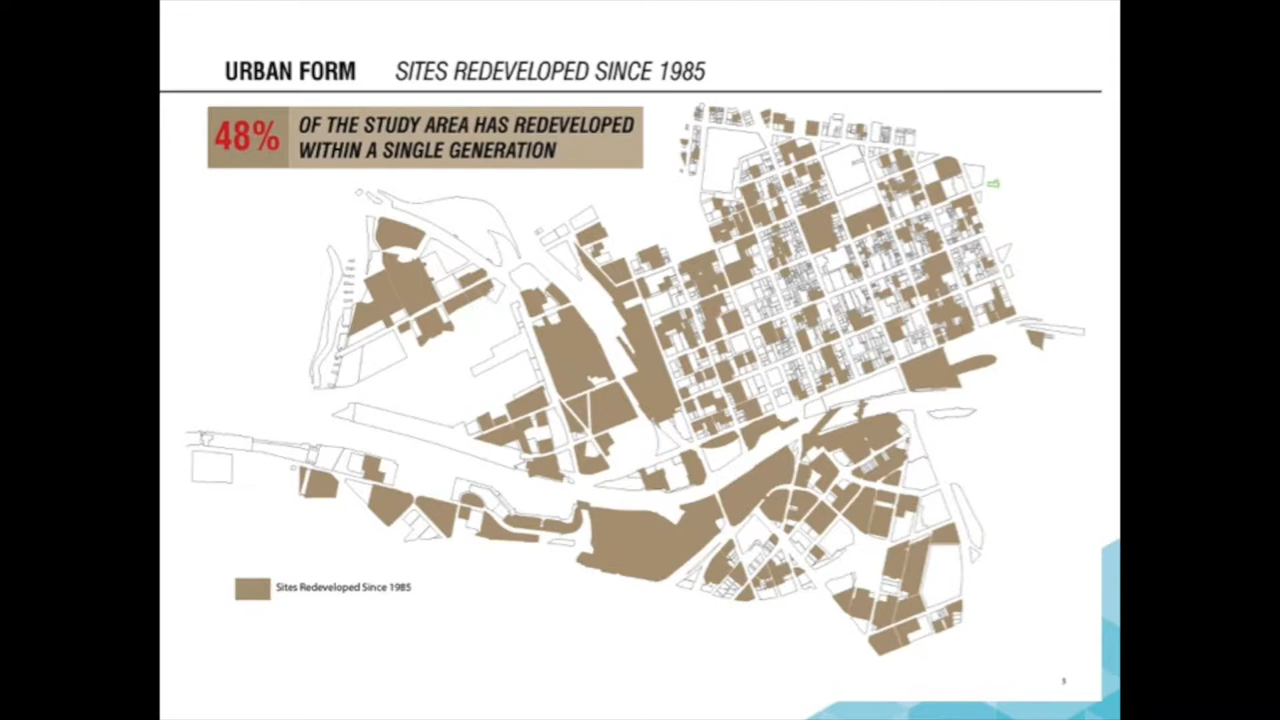 URBAN FORM SITES REDEVELOPED SINCE 1985
48% OF THE STUDY AREA HAS REDEVELOPED
WITHIN A SINGLE GENERATION
Sites Redeveloped Since 1985
3